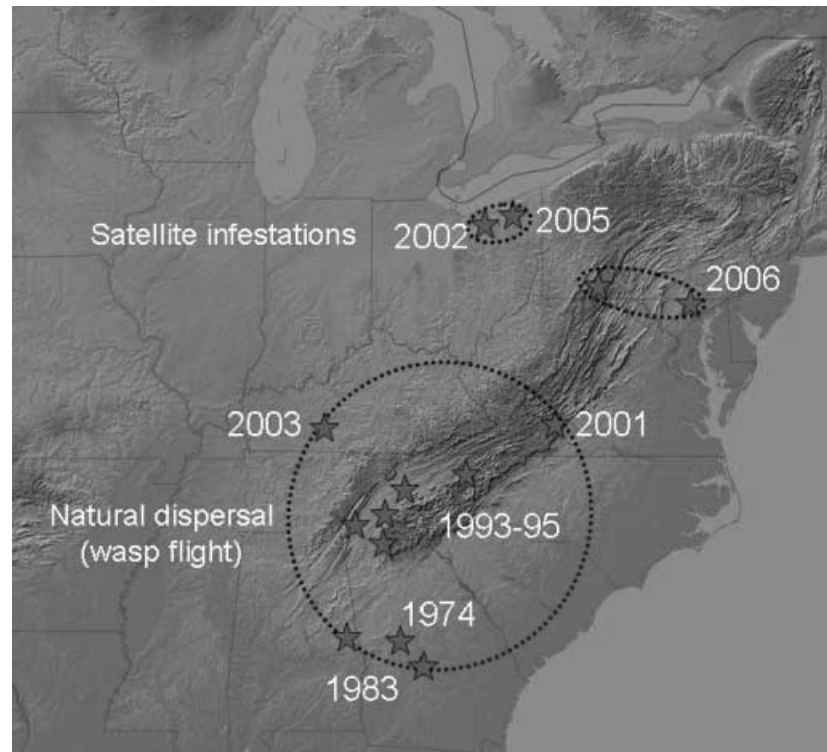 Satellite infestations
2002
2005
2006
2003
2001
Natural dispersal
(wasp flight)
1993-95
1974
1983